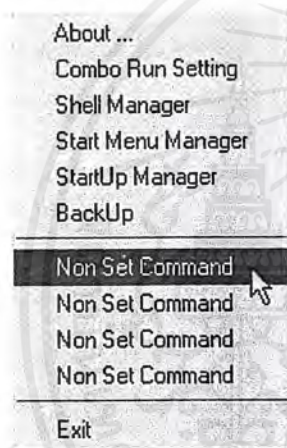 About ...
Combo Run Setting
Shell Manager
Start Menu Manager
StartUp Manager
BackUp
Non Set Command
Non Set Command
Non Set Command
Non Set Command
Exit